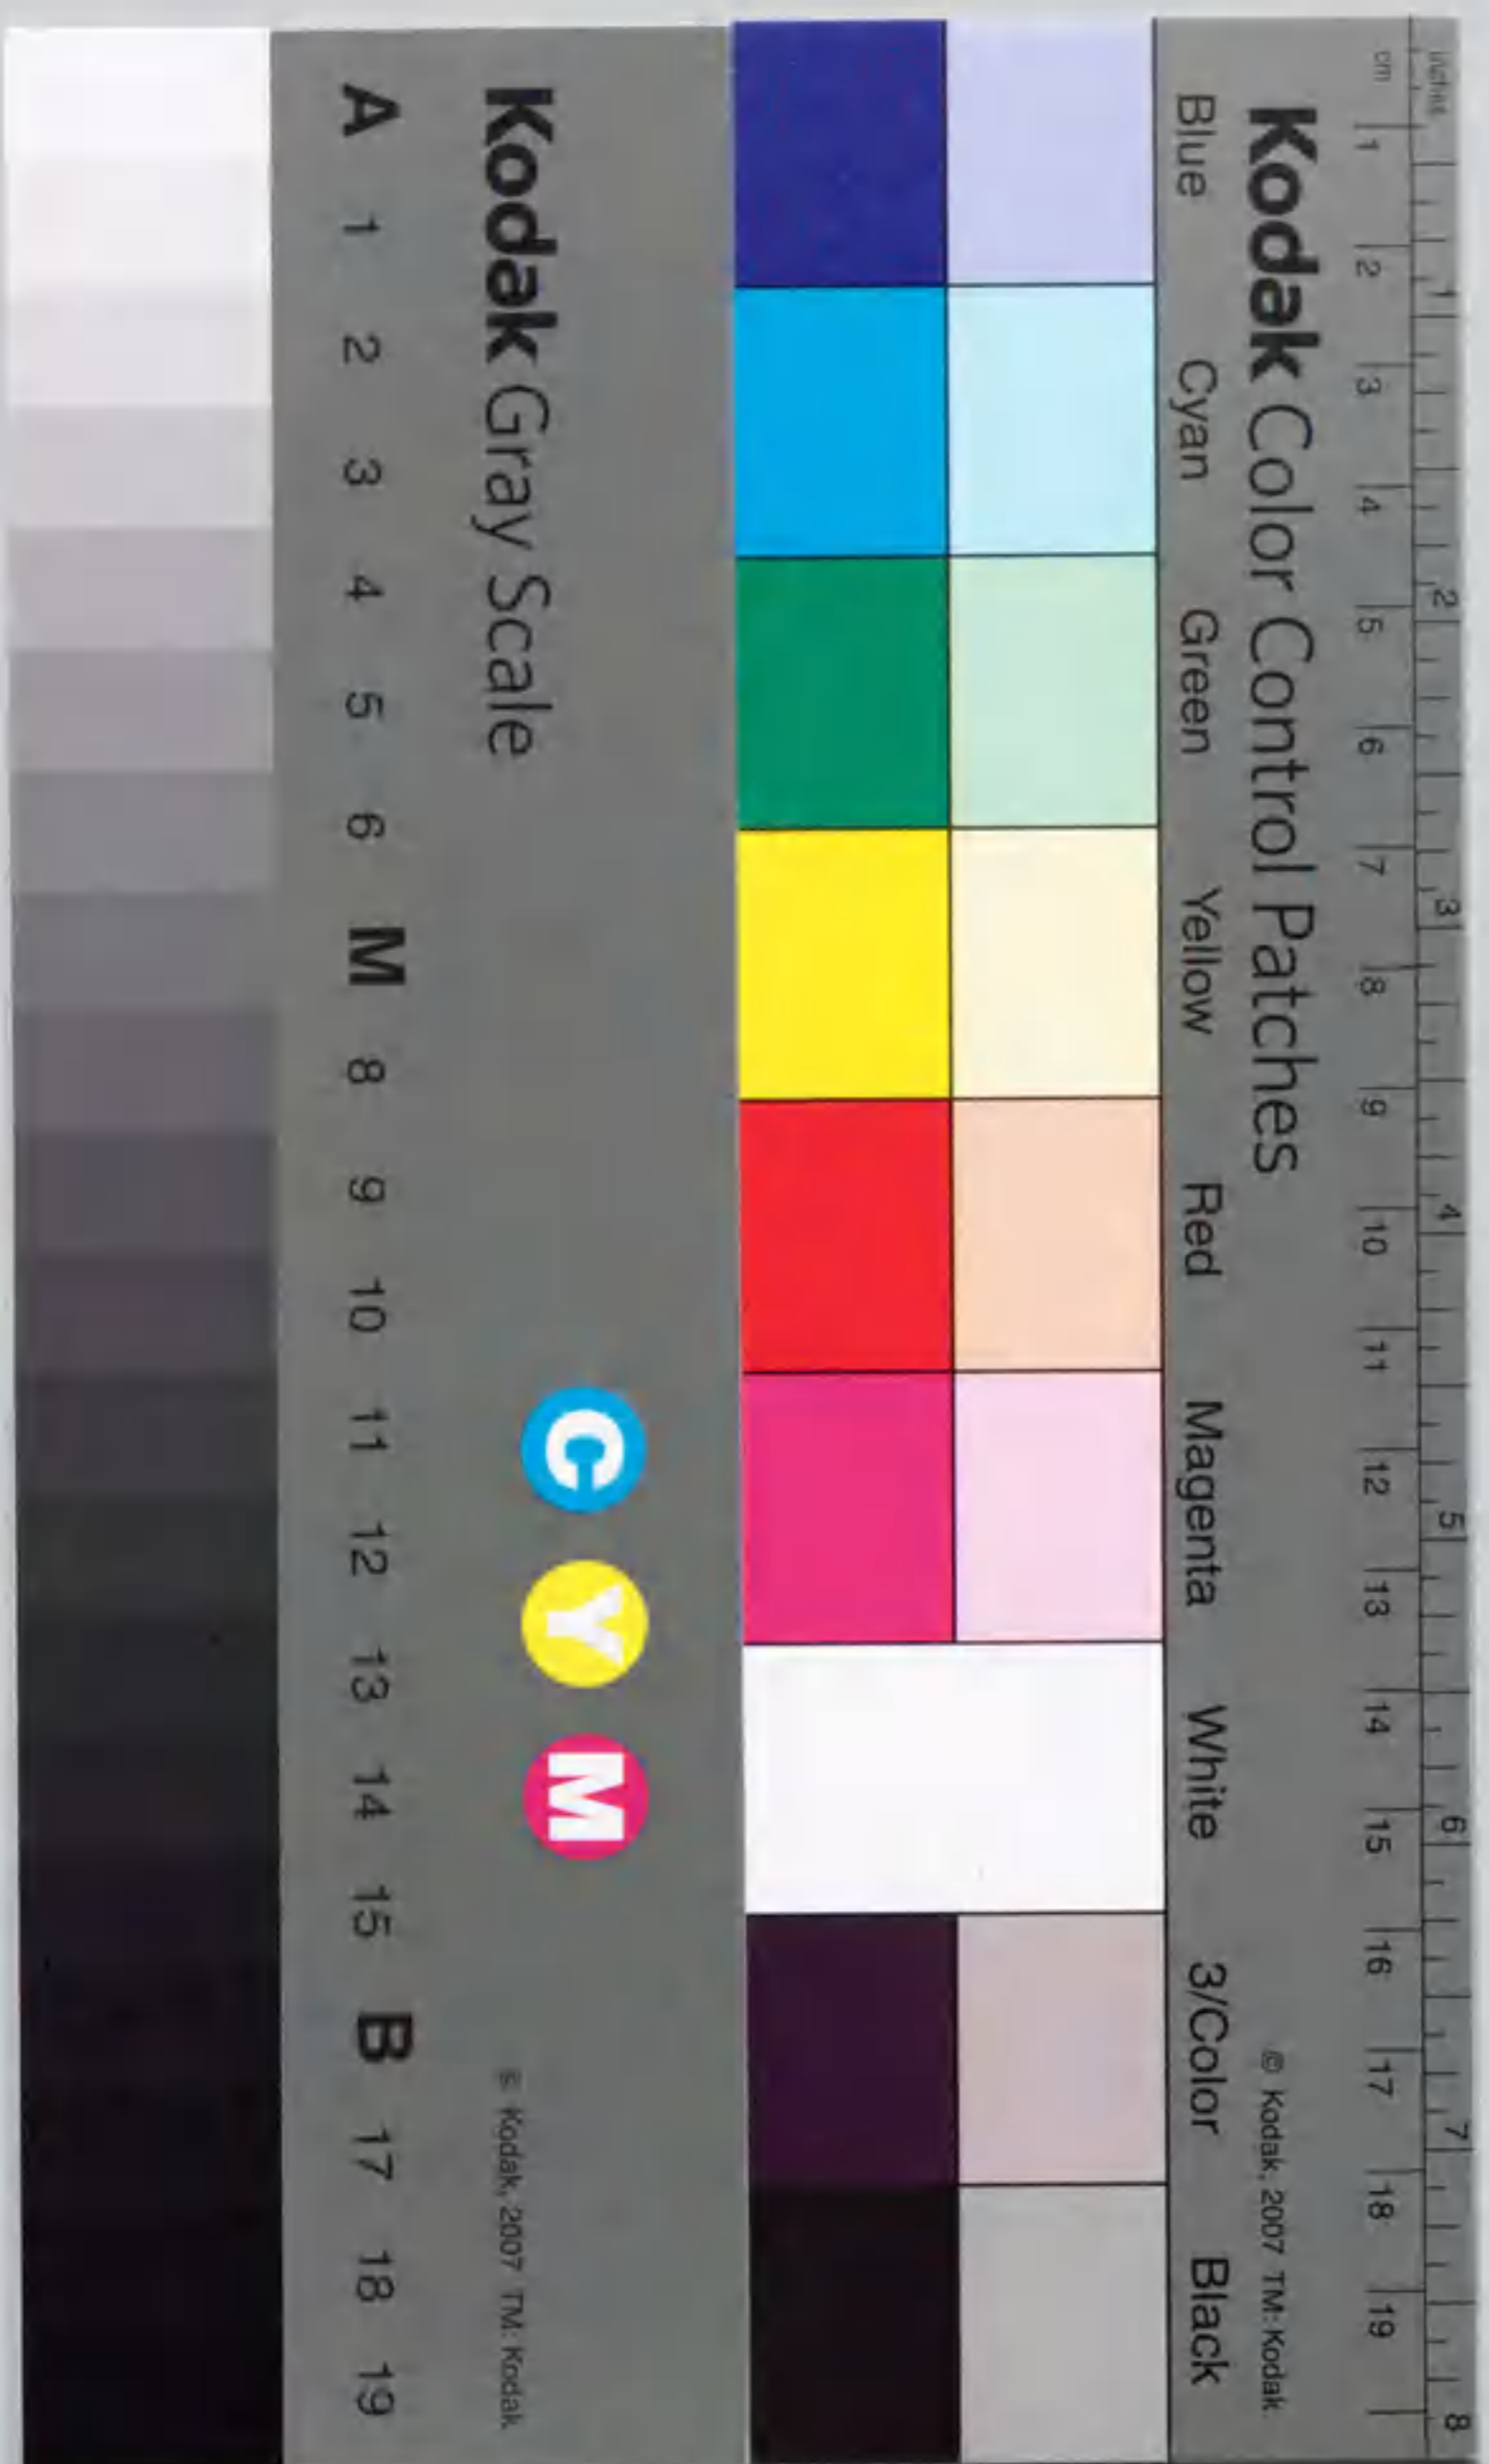 inches 1 2 3 4 5 6 7 8
cm 1 2 3 4 5 6 7 8 9 10 11 12 13 14 15 16 17 18 19
Kodak Color Control Patches
© Kodak, 2007 TM: Kodak
Blue Cyan Green Yellow Red Magenta White 3/Color Black
Kodak Gray Scale
C Y M
© Kodak, 2007 TM: Kodak
A 1 2 3 4 5 6 M 8 9 10 11 12 13 14 15 B 17 18 19